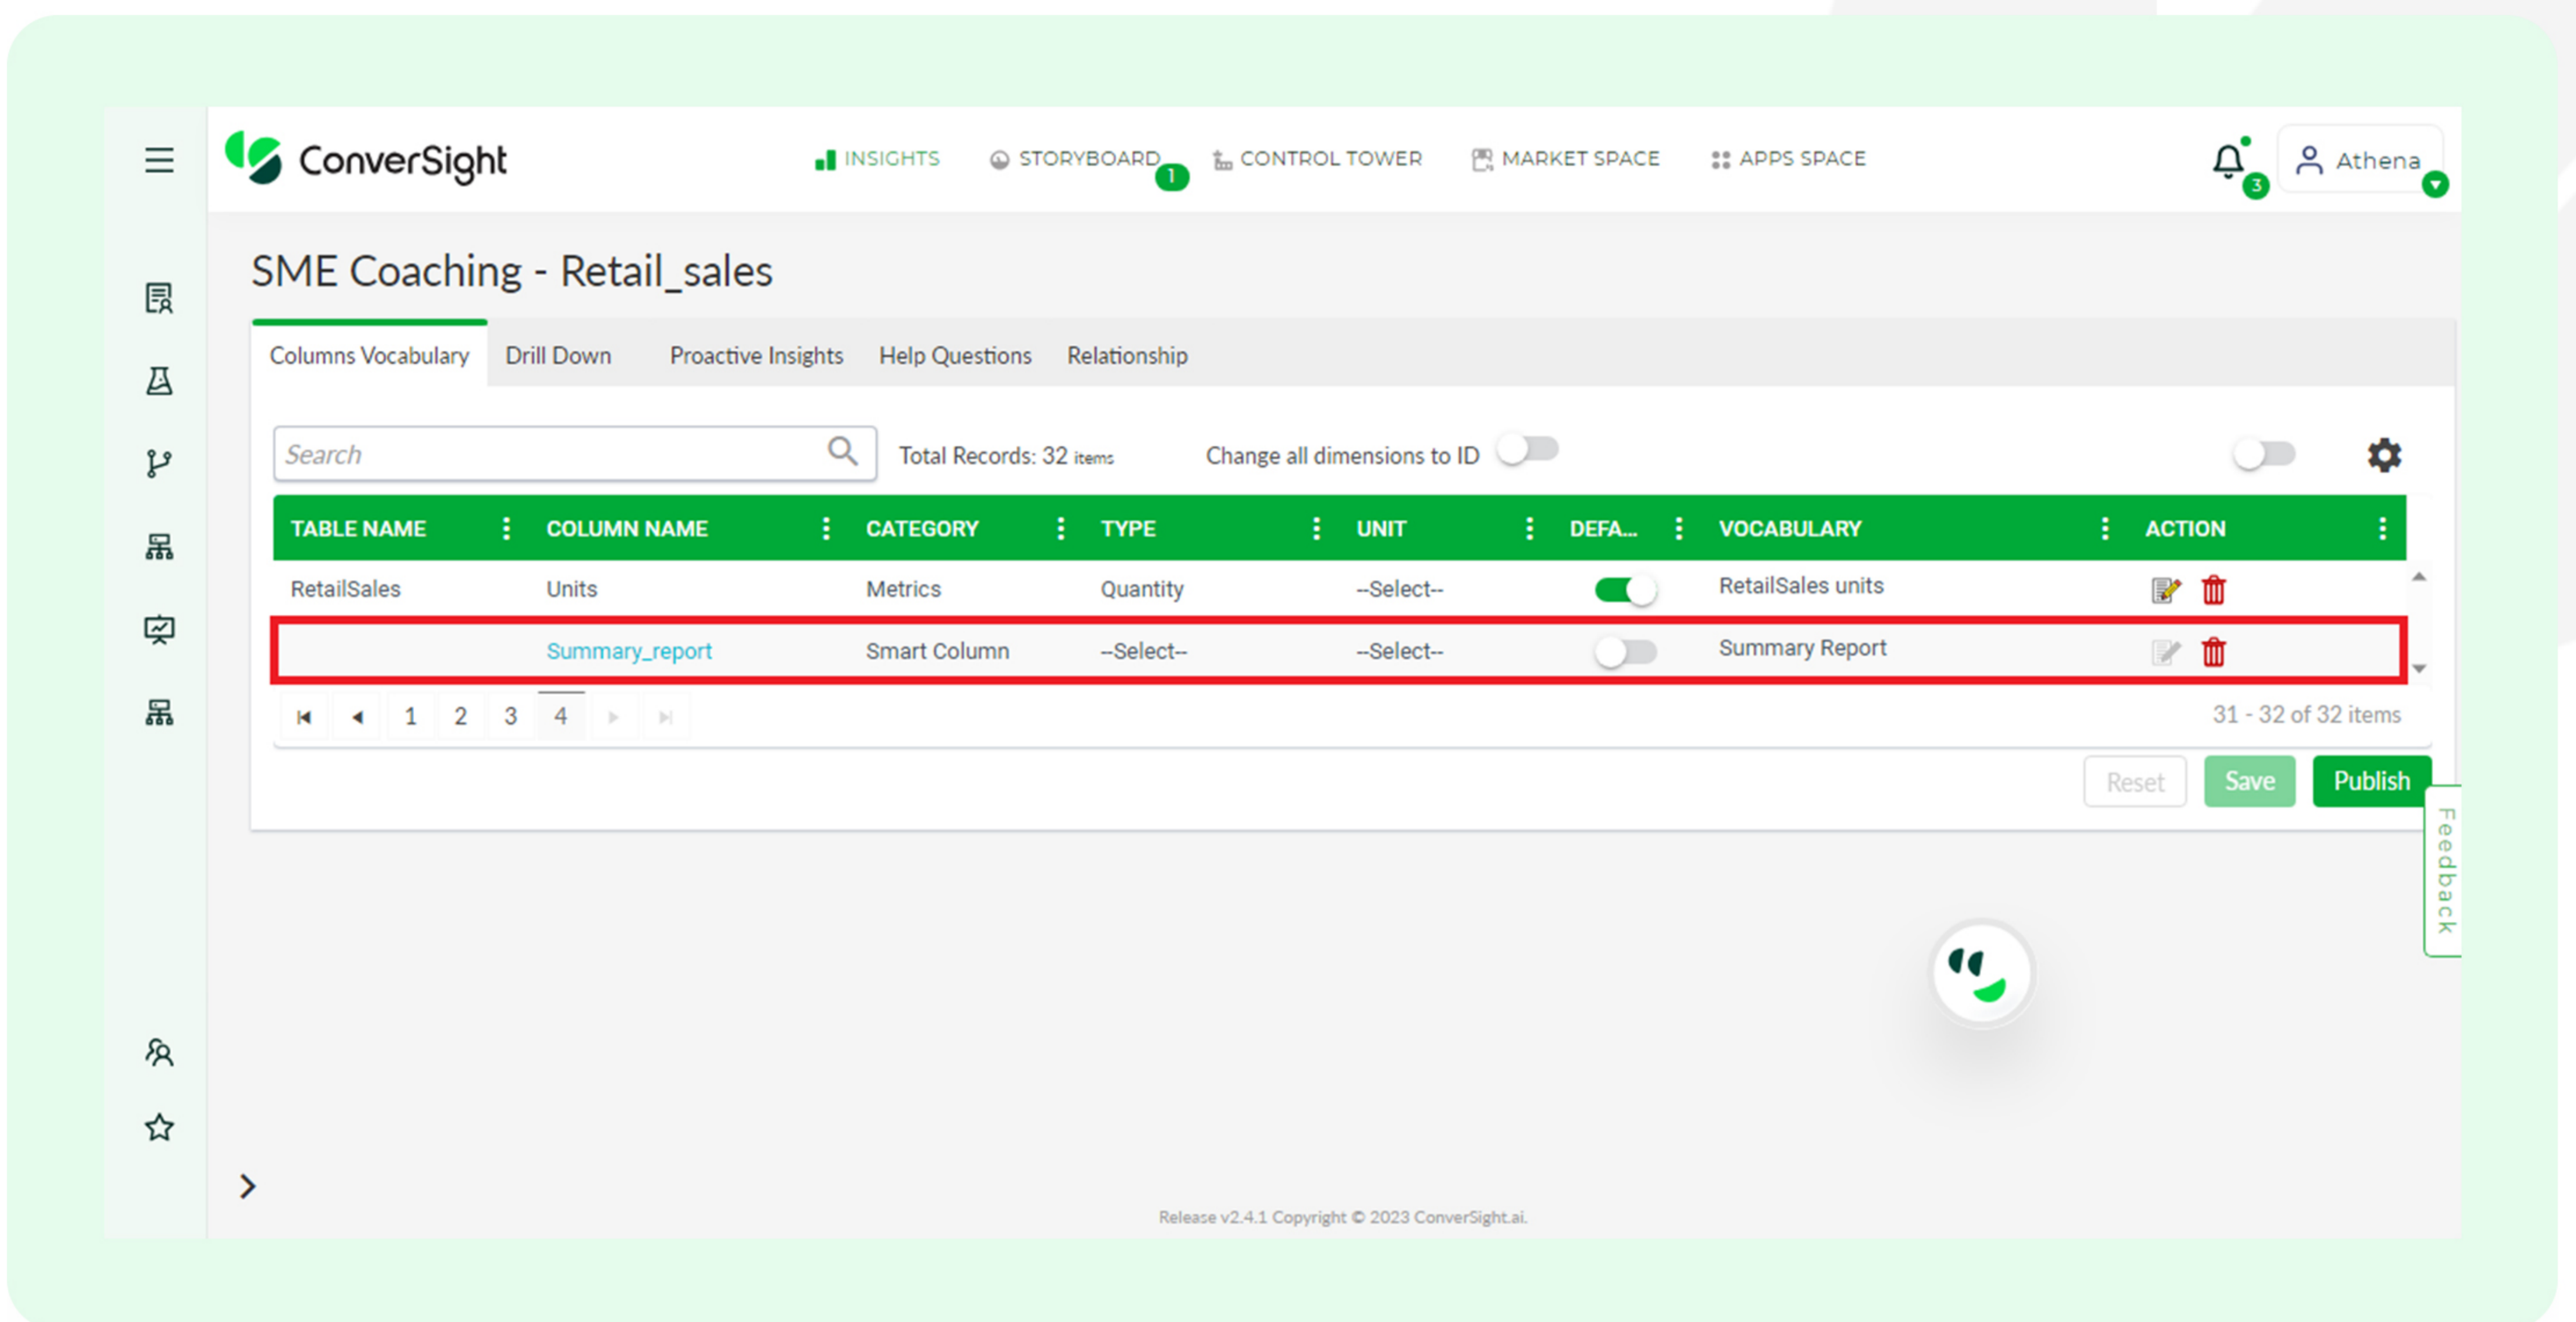 ConverSight
INSIGHTS STORYBOARD 1 CONTROL TOWER MARKET SPACE APPS SPACE 3 Athena
SME Coaching - Retail_sales
Columns Vocabulary Drill Down Proactive Insights Help Questions Relationship
Search Total Records: 32 items Change all dimensions to ID
TABLE NAME COLUMN NAME CATEGORY TYPE UNIT DEFA... VOCABULARY ACTION
RetailSales Units Metrics Quantity --Select-- RetailSales units
Summary_report Smart Column --Select-- --Select-- Summary Report
1 2 3 4 31 - 32 of 32 items
Reset Save Publish
Feedback
Release v2.4.1 Copyright © 2023 ConverSight.ai.